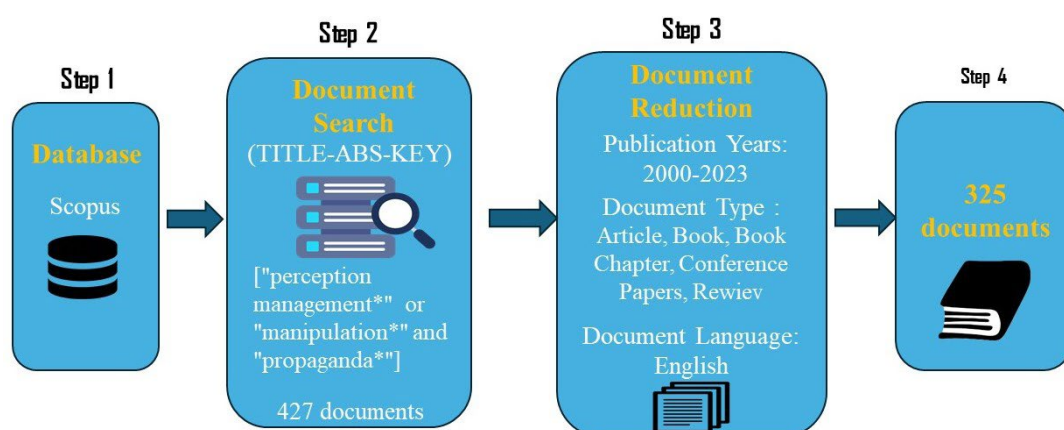 Step 1
Database
Scopus
Step 2
Document
Search
(TITLE-ABS-KEY)
["perception
management*" or
"manipulation*" and
"propaganda*"]
427 documents
Step 3
Document
Reduction
Publication Years:
2000-2023
Document Type :
Article, Book, Book
Chapter, Conference
Papers, Rewiev
Document Language:
English
Step 4
325
documents